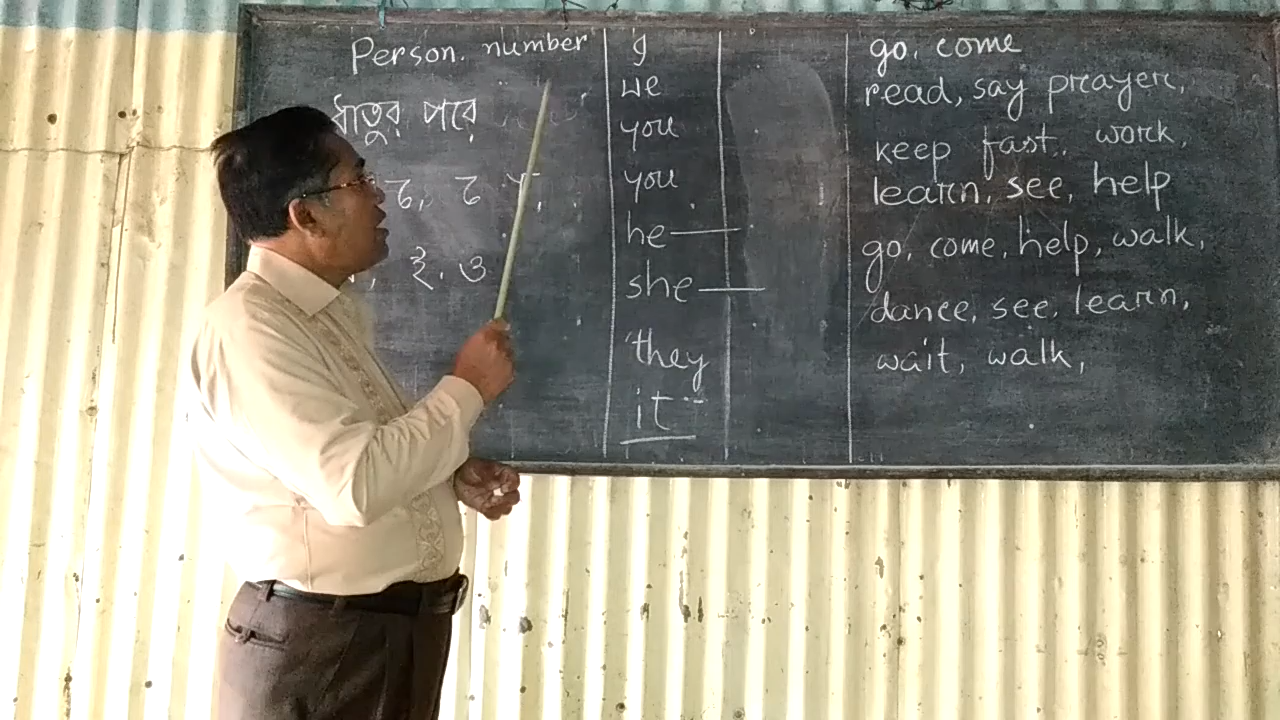 Person. number
ধাতুর পরে
ই, ও
I
we
you
you
he
she
they
it
go, come
read, say prayer,
keep fast, work,
learn, see, help
go, come, help, walk,
dance, see, learn,
wait, walk,